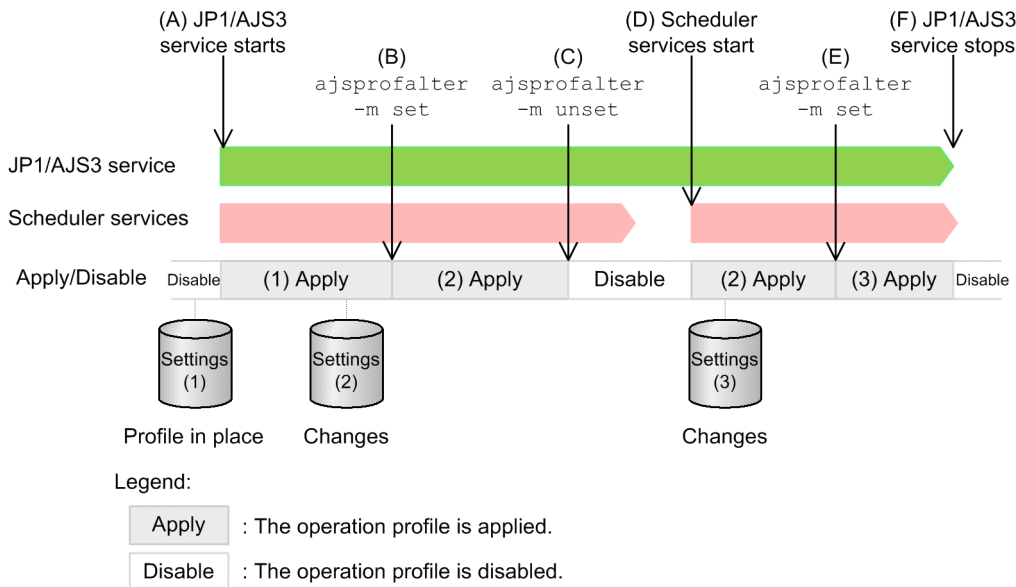 (A) JP1/AJS3
service starts
(B)
ajsprofalter
-m set
(C)
ajsprofalter
-m unset
(D) Scheduler
services start
(E)
ajsprofalter
-m set
(F) JP1/AJS3
service stops
JP1/AJS3 service
Scheduler services
Apply/Disable
Disable
(1) Apply
(2) Apply
Disable
(2) Apply
(3) Apply
Disable
Settings
(1)
Settings
(2)
Settings
(3)
Profile in place
Changes
Changes
Legend:
Apply : The operation profile is applied.
Disable : The operation profile is disabled.